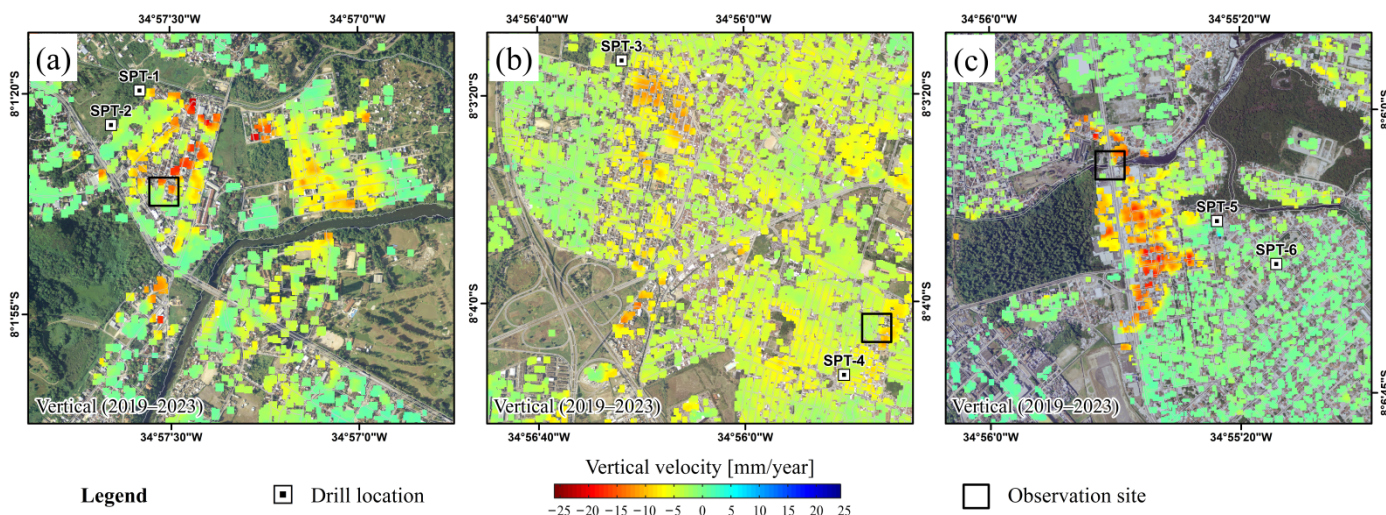 34°57'30"W 34°57'0"W 34°56'40"W 34°56'0"W 34°56'0"W 34°55'20"W
(a) (b) (c)
SPT-1
SPT-2
SPT-3
SPT-4
SPT-5
SPT-6
8°1'20"S
8°1'55"S
8°3'20"S 8°3'20"S
8°4'0"S 8°4'0"S
Vertical (2019–2023) Vertical (2019–2023) Vertical (2019–2023)
34°57'30"W 34°57'0"W 34°56'40"W 34°56'0"W 34°56'0"W 34°55'20"W
Vertical velocity [mm/year]
Legend Drill location −25 −20 −15 −10 −5 0 5 10 15 20 25 Observation site